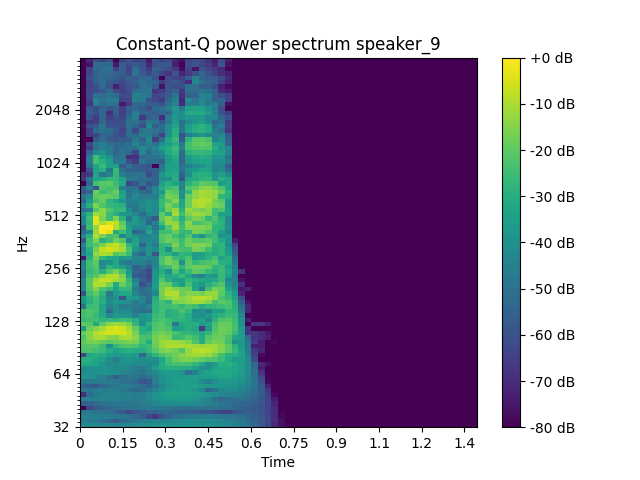 Constant-Q power spectrum speaker_9
Hz
2048
1024
512
256
128
64
32
0 0.15 0.3 0.45 0.6 0.75 0.9 1.1 1.2 1.4
Time
+0 dB
-10 dB
-20 dB
-30 dB
-40 dB
-50 dB
-60 dB
-70 dB
-80 dB